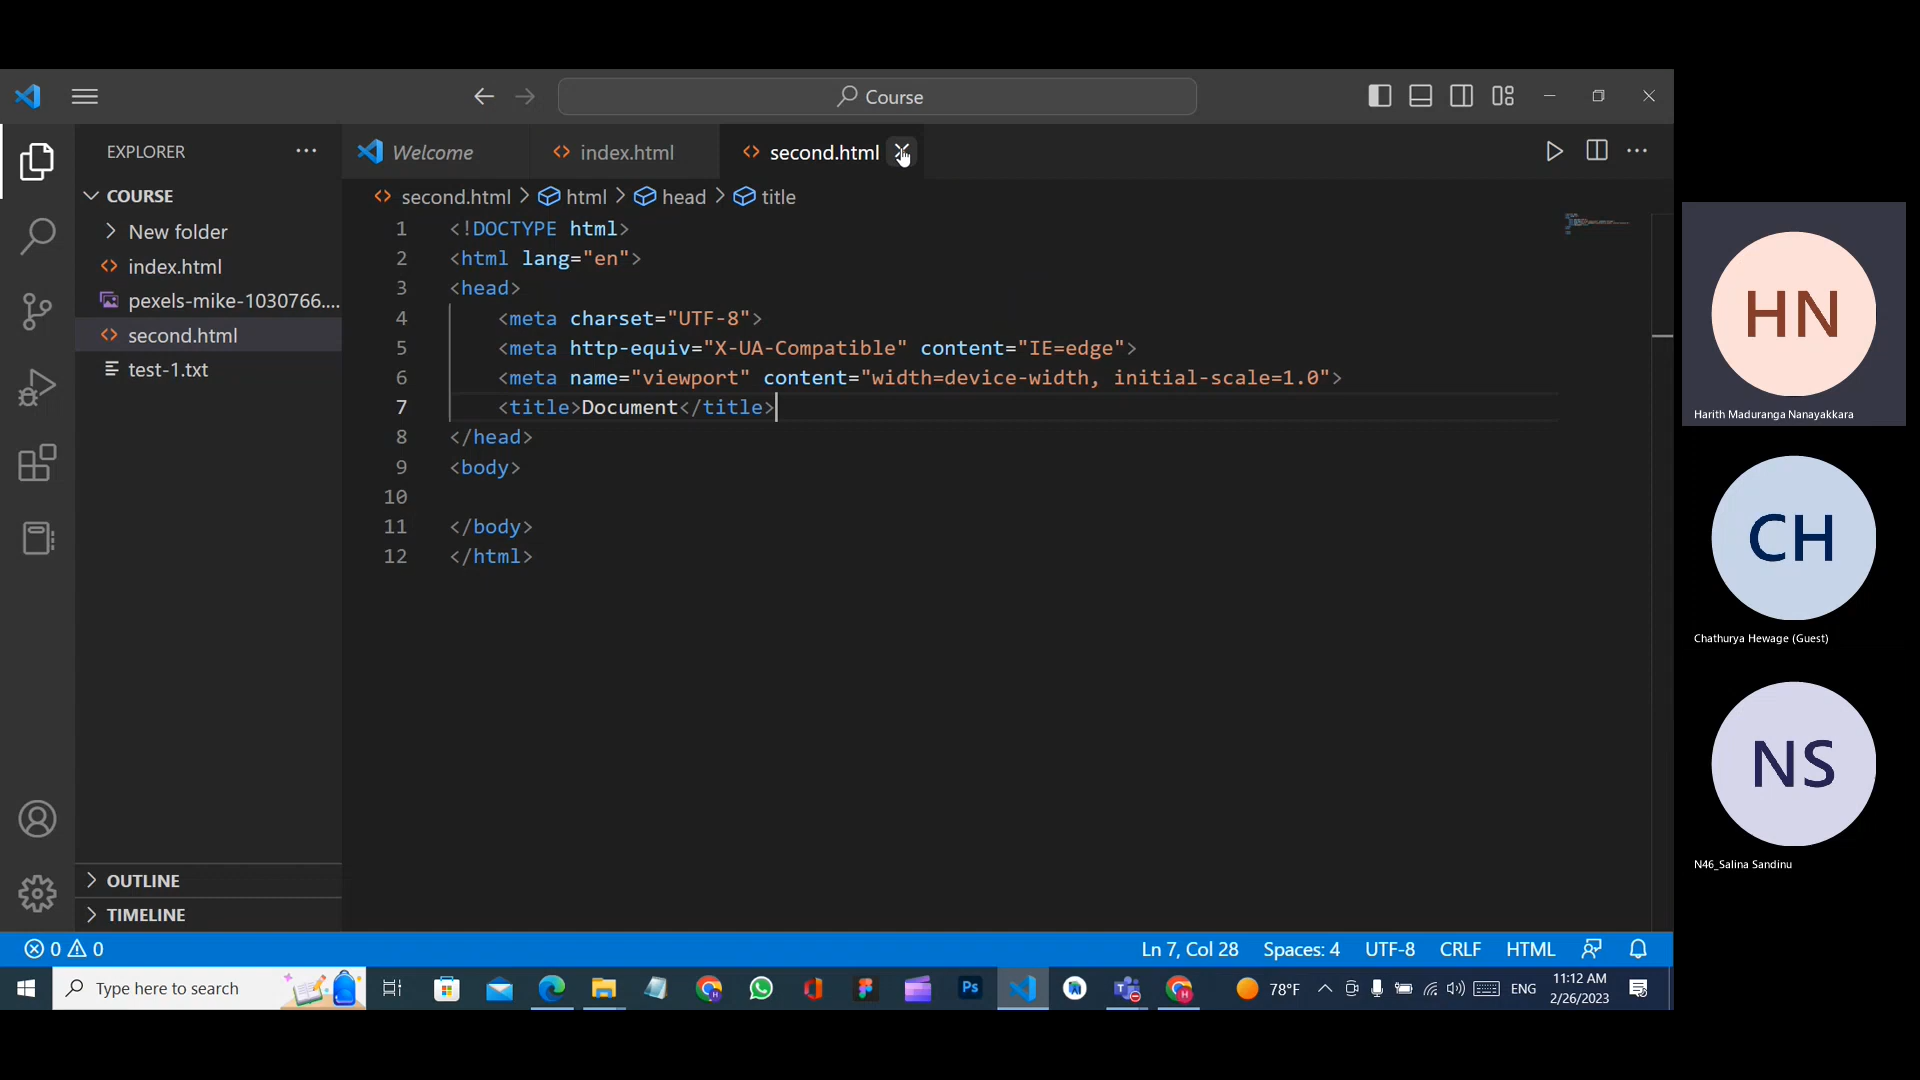 Course
EXPLORER
Welcome
index.html
second.html
COURSE
New folder
index.html
pexels-mike-1030766....
second.html
test-1.txt
second.html > html > head > title
1 <!DOCTYPE html>
2 <html lang="en">
3 <head>
4 <meta charset="UTF-8">
5 <meta http-equiv="X-UA-Compatible" content="IE=edge">
6 <meta name="viewport" content="width=device-width, initial-scale=1.0">
7 <title>Document</title>
8 </head>
9 <body>
10
11 </body>
12 </html>
OUTLINE
TIMELINE
0 0
Ln 7, Col 28
Spaces: 4
UTF-8
CRLF
HTML
Type here to search
Ps
78°F
ENG
11:12 AM
2/26/2023
HN
Harith Maduranga Nanayakkara
CH
Chathurya Hewage (Guest)
NS
N46_Salina Sandinu